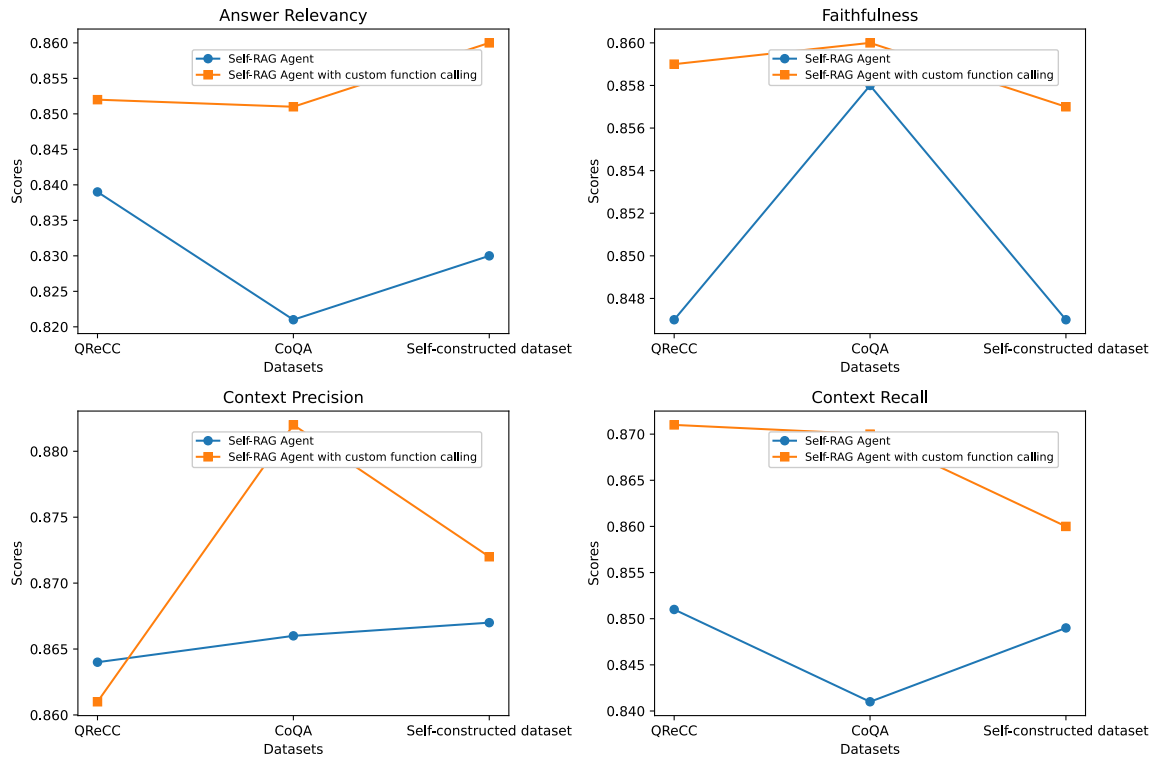 Answer Relevancy
0.860
0.855
0.850
0.845
0.840
0.835
0.830
0.825
0.820
Scores
Self-RAG Agent
Self-RAG Agent with custom function calling
QReCC
CoQA
Self-constructed dataset
Datasets
Faithfulness
0.860
0.858
0.856
0.854
0.852
0.850
0.848
Scores
Self-RAG Agent
Self-RAG Agent with custom function calling
QReCC
CoQA
Self-constructed dataset
Datasets
Context Precision
0.880
0.875
0.870
0.865
0.860
Scores
Self-RAG Agent
Self-RAG Agent with custom function calling
QReCC
CoQA
Self-constructed dataset
Datasets
Context Recall
0.870
0.865
0.860
0.855
0.850
0.845
0.840
Scores
Self-RAG Agent
Self-RAG Agent with custom function calling
QReCC
CoQA
Self-constructed dataset
Datasets